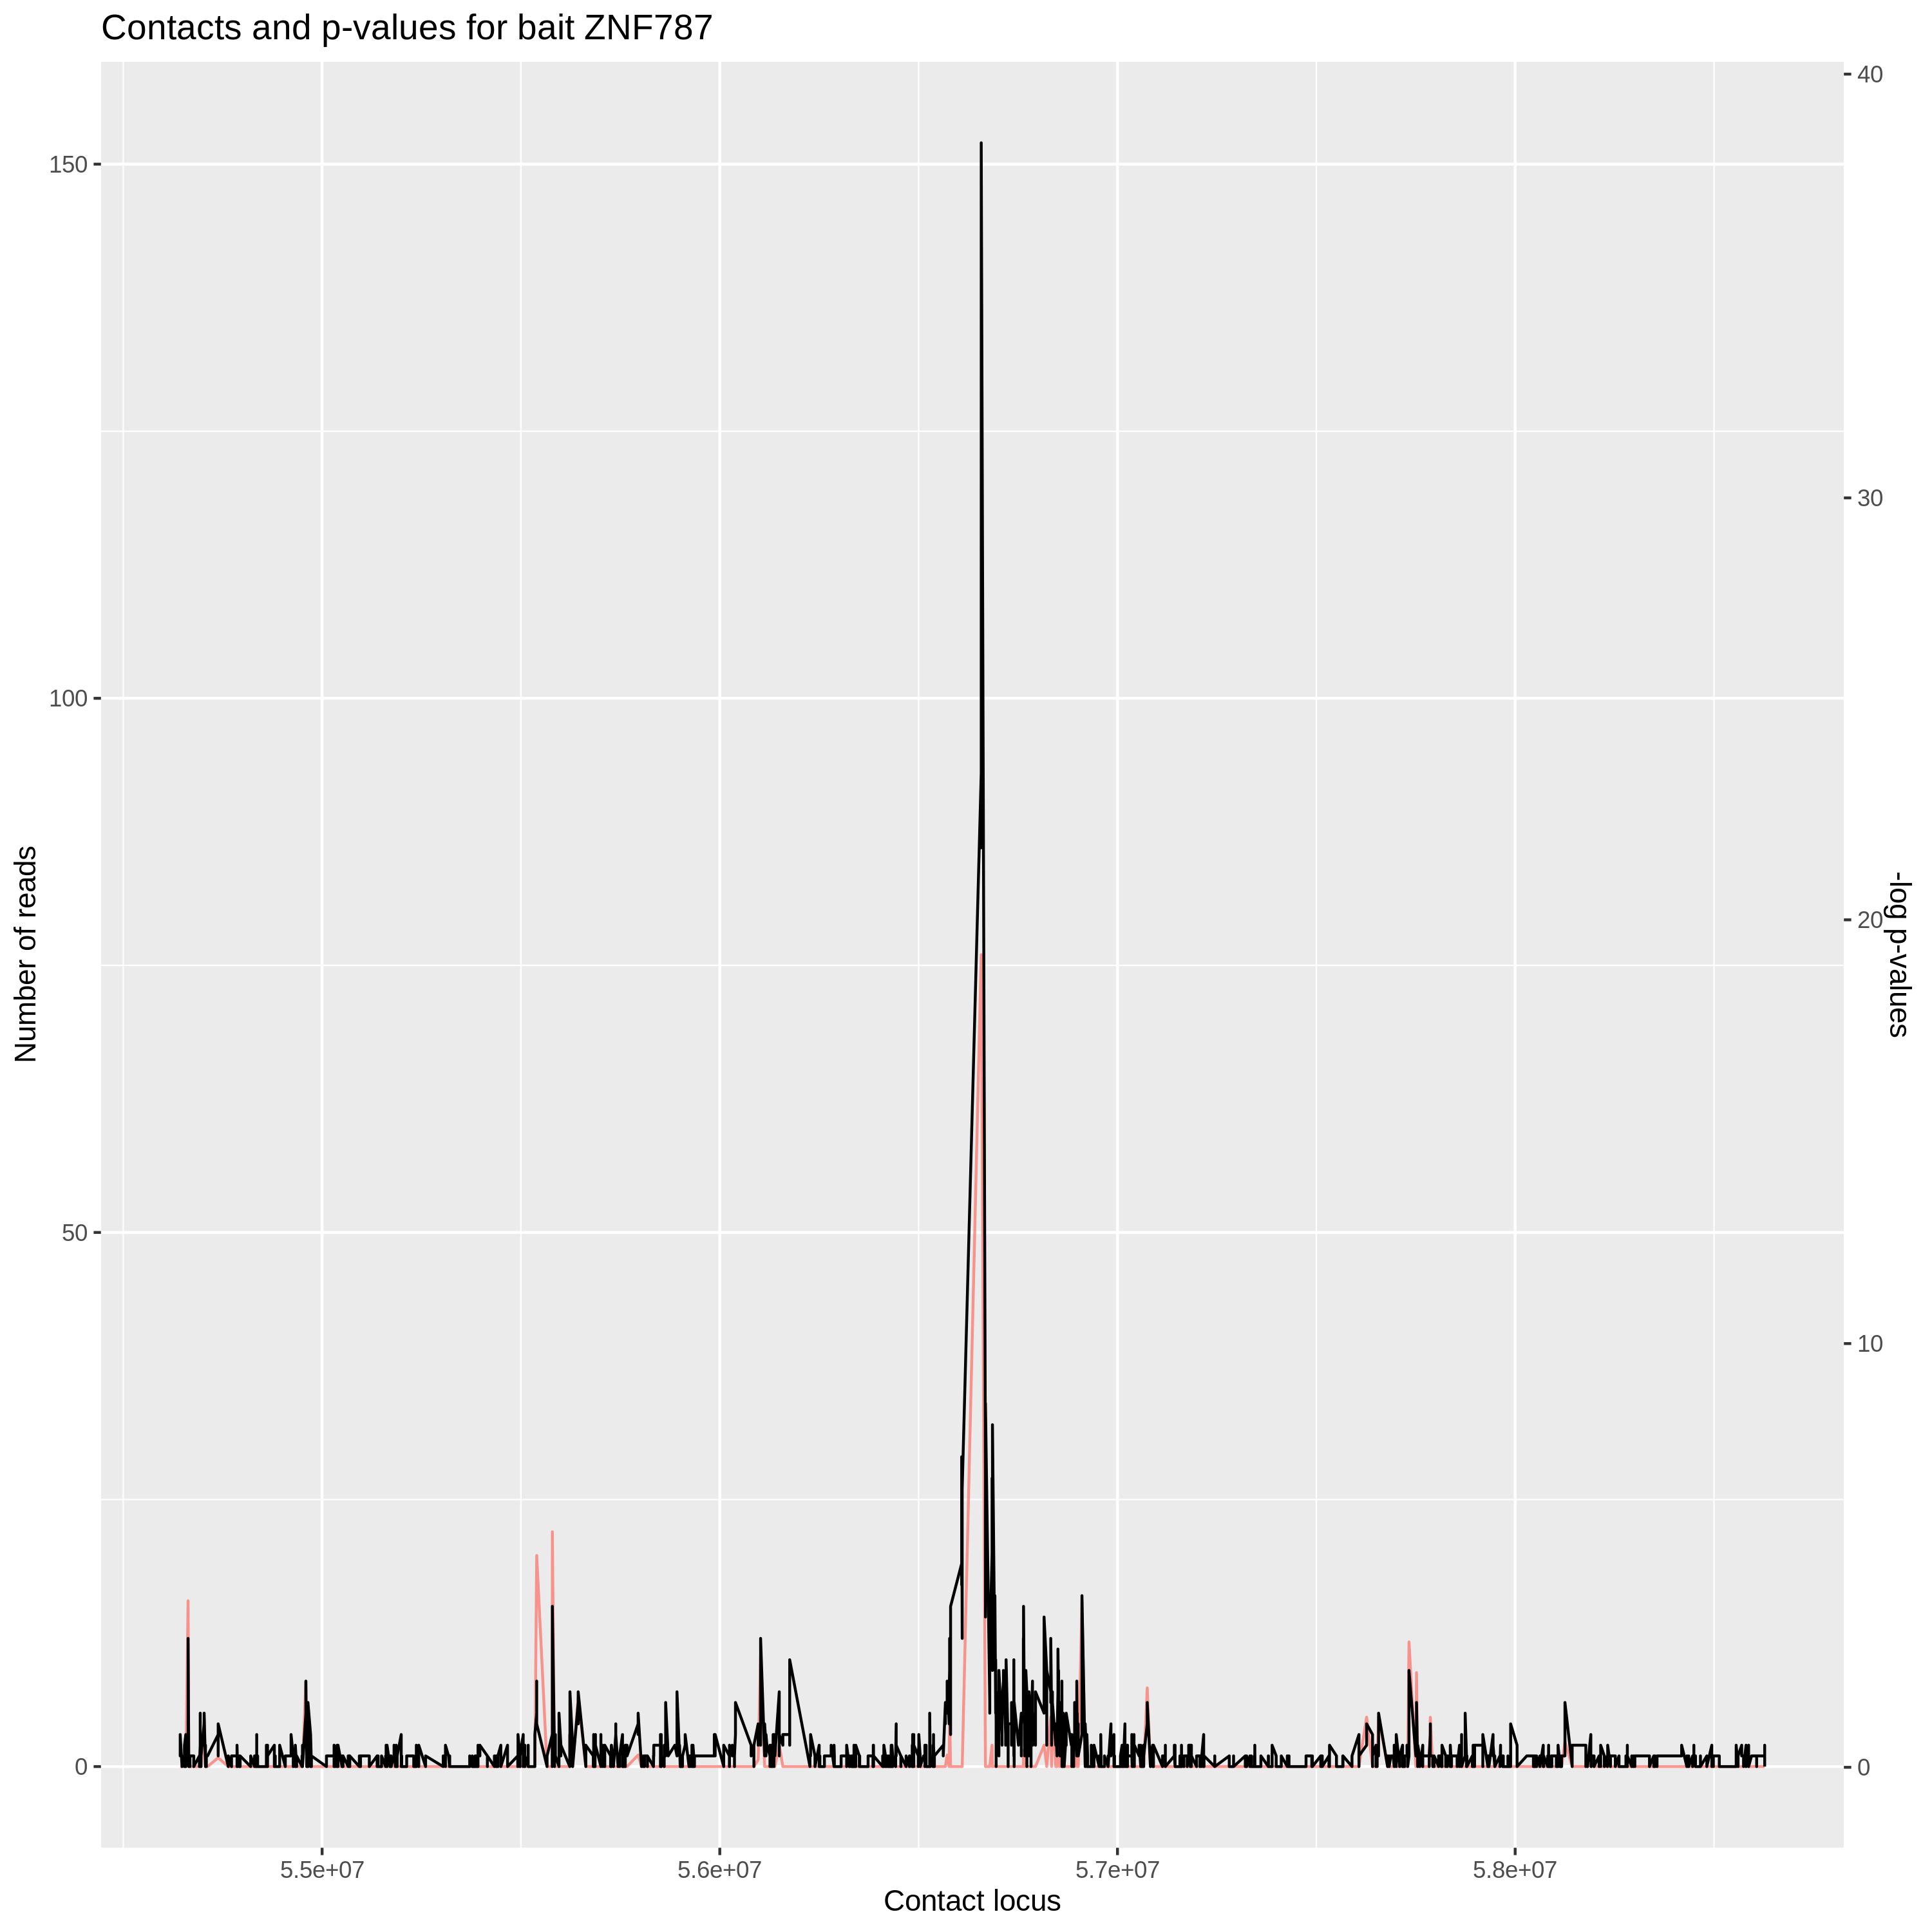 Contacts and p-values for bait ZNF787
150
100
50
0
Number of reads
40
30
20
10
0
-log p-values
5.5e+07
5.6e+07
5.7e+07
5.8e+07
Contact locus